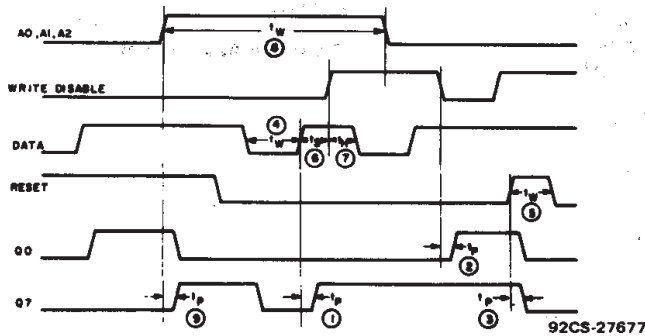 A0, A1, A2
tW
⑧
WRITE DISABLE
④
DATA
tW
tS
tH
⑥
⑦
RESET
tW
⑤
Q0
tP
②
Q7
tP
⑨
tP
①
tP
③
92CS-27677